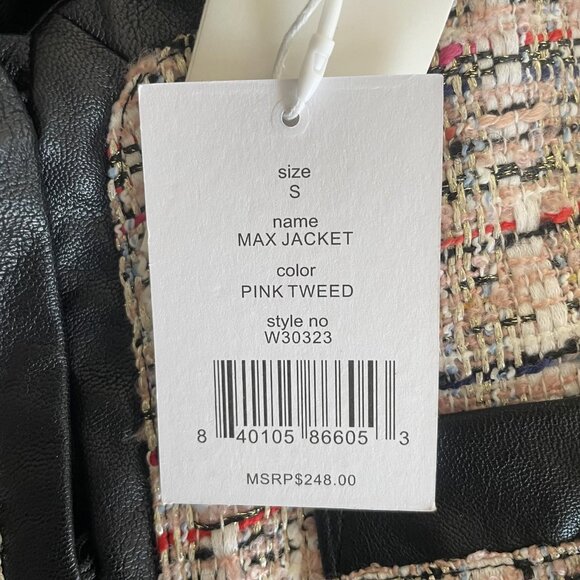 size
S
name
MAX JACKET
color
PINK TWEED
style no
W30323
8 40105 86605 3
MSRP$248.00